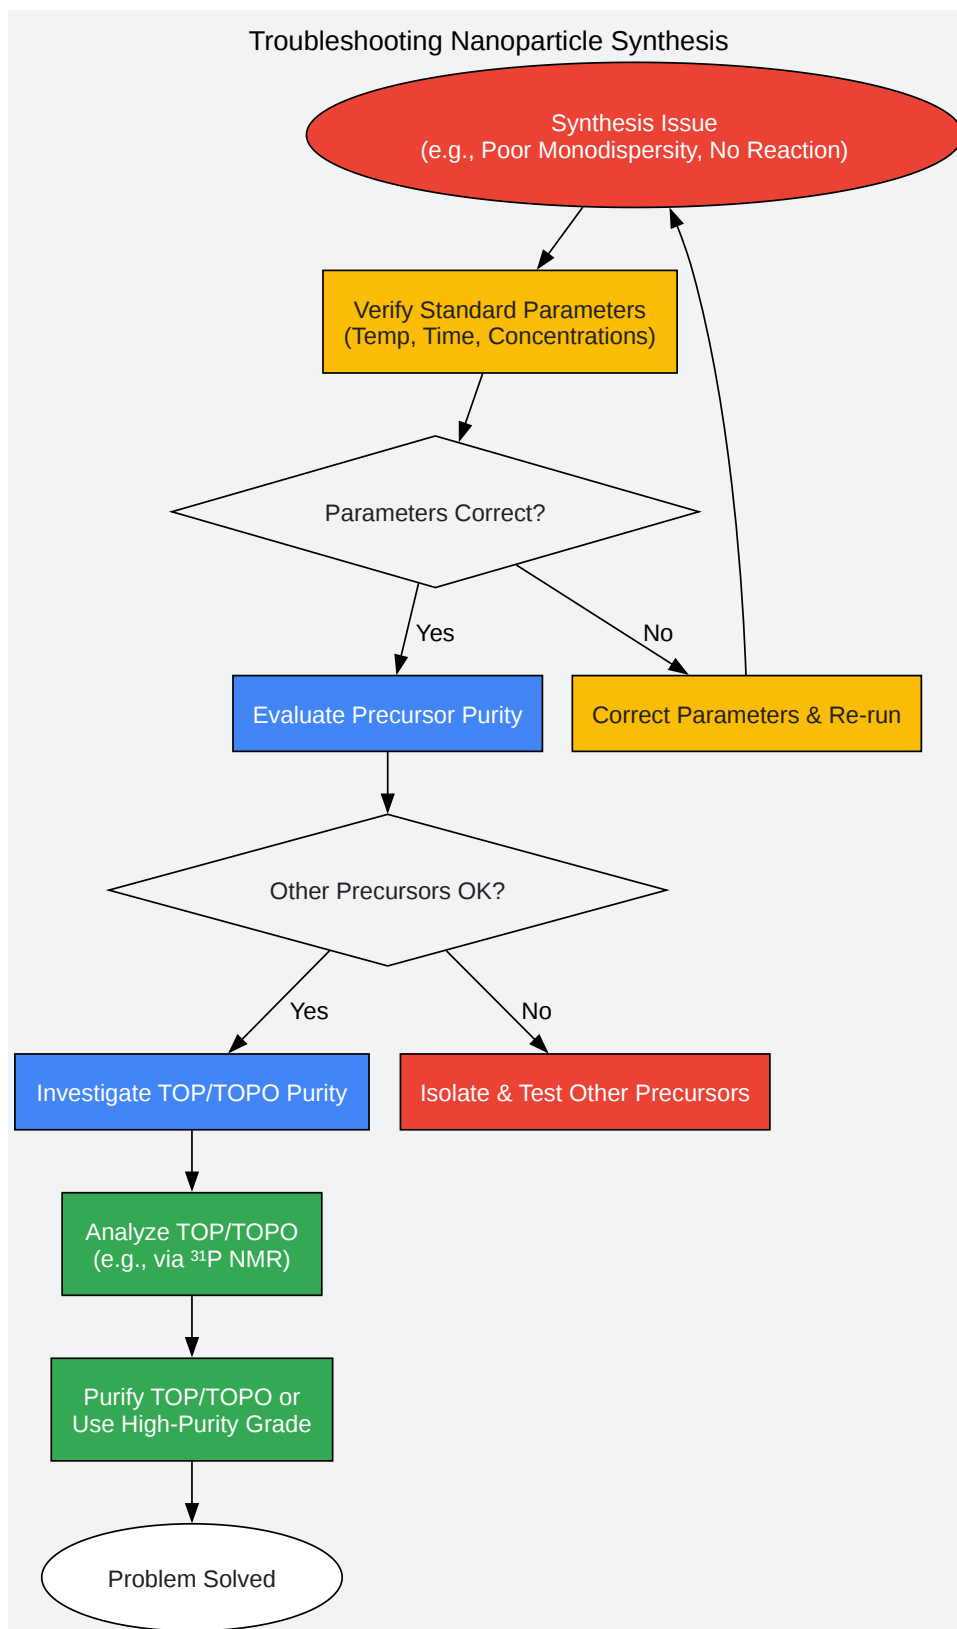 Troubleshooting Nanoparticle Synthesis
Synthesis Issue
(e.g., Poor Monodispersity, No Reaction)
Verify Standard Parameters
(Temp, Time, Concentrations)
Parameters Correct?
Yes
No
Evaluate Precursor Purity
Correct Parameters & Re-run
Other Precursors OK?
Yes
No
Investigate TOP/TOPO Purity
Isolate & Test Other Precursors
Analyze TOP/TOPO
(e.g., via ³¹P NMR)
Purify TOP/TOPO or
Use High-Purity Grade
Problem Solved